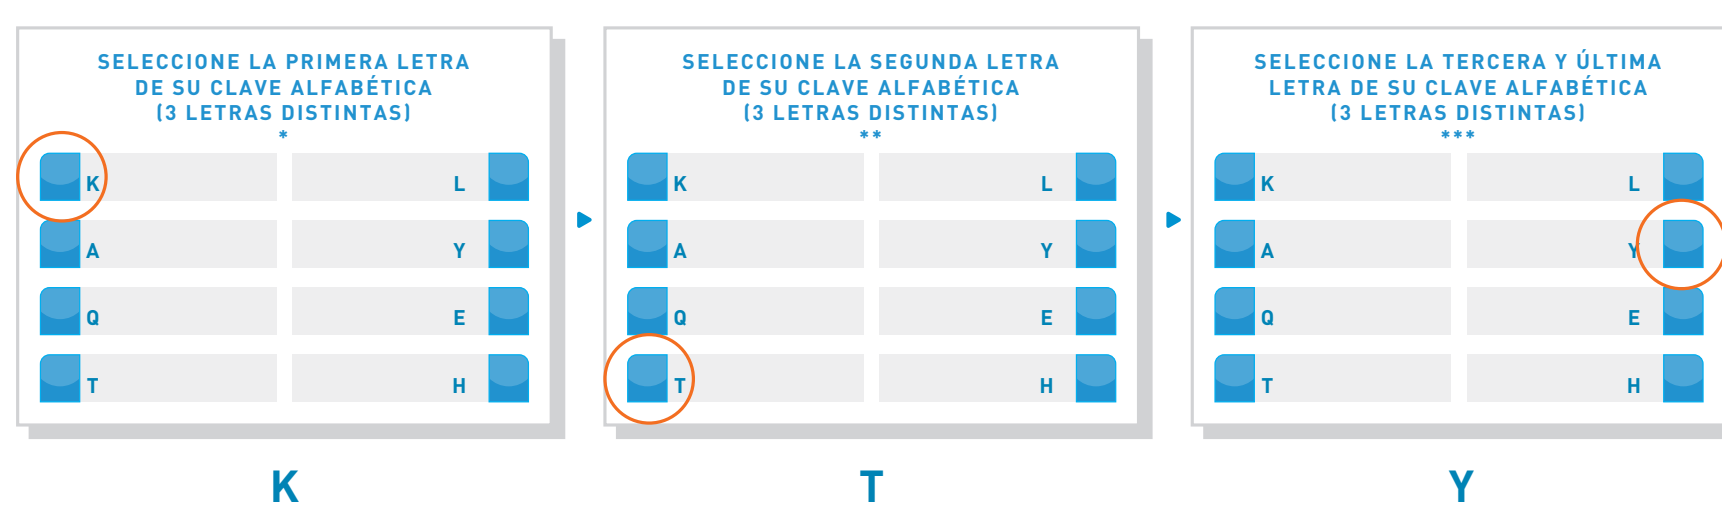 SELECCIONE LA PRIMERA LETRA
DE SU CLAVE ALFABÉTICA
(3 LETRAS DISTINTAS)
*
K L
A Y
Q E
T H
K
SELECCIONE LA SEGUNDA LETRA
DE SU CLAVE ALFABÉTICA
(3 LETRAS DISTINTAS)
**
K L
A Y
Q E
T H
T
SELECCIONE LA TERCERA Y ÚLTIMA
LETRA DE SU CLAVE ALFABÉTICA
(3 LETRAS DISTINTAS)
***
K L
A Y
Q E
T H
Y